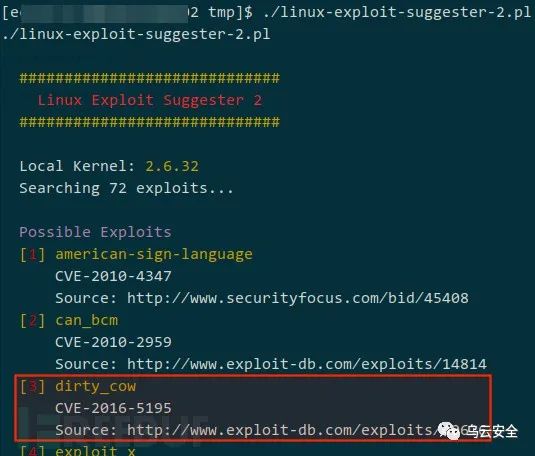 [e 02 tmp]$ ./linux-exploit-suggester-2.pl
./linux-exploit-suggester-2.pl
#############################
Linux Exploit Suggester 2
#############################
Local Kernel: 2.6.32
Searching 72 exploits...
Possible Exploits
[1] american-sign-language
CVE-2010-4347
Source: http://www.securityfocus.com/bid/45408
[2] can_bcm
CVE-2010-2959
Source: http://www.exploit-db.com/exploits/14814
[3] dirty_cow
CVE-2016-5195
Source: http://www.exploit-db.com/exploits/
乌云安全
REEBUF
[4] exploit_x